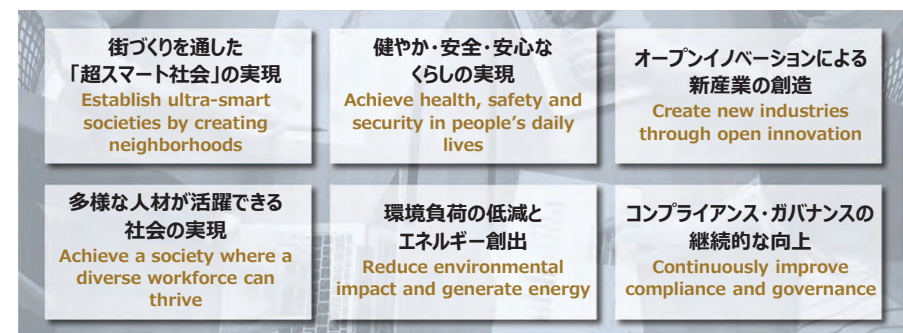 街づくりを通した
「超スマート社会」の実現
Establish ultra-smart
societies by creating
neighborhoods
健やか・安全・安心な
くらしの実現
Achieve health, safety and
security in people’s daily
lives
オープンイノベーションによる
新産業の創造
Create new industries
through open innovation
多様な人材が活躍できる
社会の実現
Achieve a society where a
diverse workforce can
thrive
環境負荷の低減と
エネルギー創出
Reduce environmental
impact and generate energy
コンプライアンス・ガバナンスの
継続的な向上
Continuously improve
compliance and governance